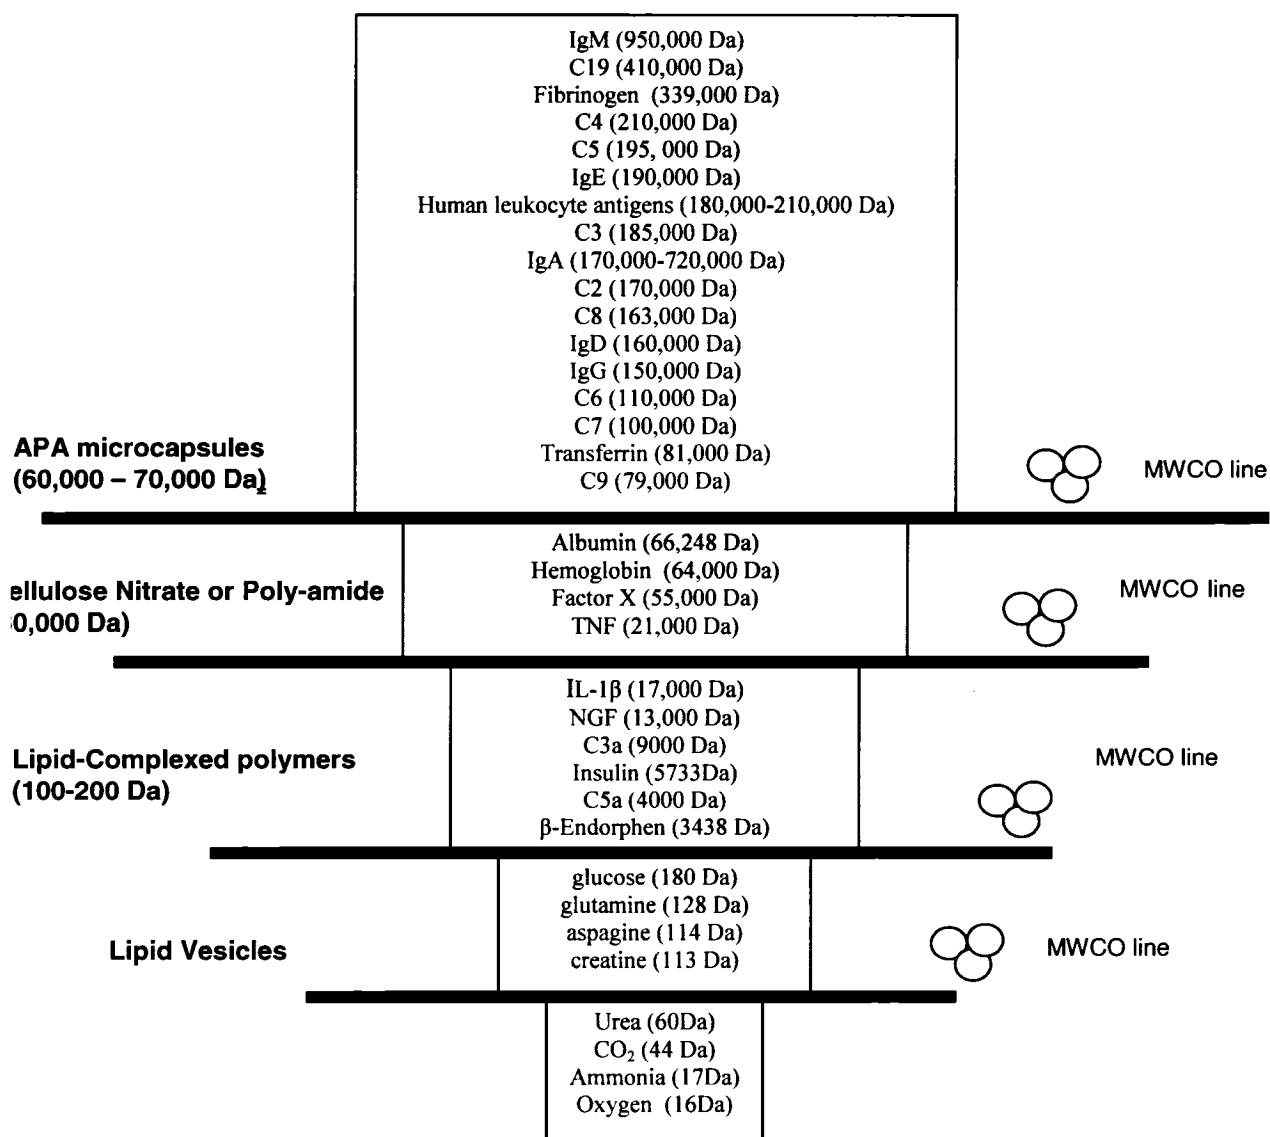 IgM (950,000 Da)
C19 (410,000 Da)
Fibrinogen (339,000 Da)
C4 (210,000 Da)
C5 (195, 000 Da)
IgE (190,000 Da)
Human leukocyte antigens (180,000-210,000 Da)
C3 (185,000 Da)
IgA (170,000-720,000 Da)
C2 (170,000 Da)
C8 (163,000 Da)
IgD (160,000 Da)
IgG (150,000 Da)
C6 (110,000 Da)
C7 (100,000 Da)
Transferrin (81,000 Da)
C9 (79,000 Da)
APA microcapsules
(60,000 – 70,000 Da)
MWCO line
Albumin (66,248 Da)
Hemoglobin (64,000 Da)
Factor X (55,000 Da)
TNF (21,000 Da)
ellulose Nitrate or Poly-amide
0,000 Da)
MWCO line
IL-1β (17,000 Da)
NGF (13,000 Da)
C3a (9000 Da)
Insulin (5733Da)
C5a (4000 Da)
β-Endorphen (3438 Da)
Lipid-Complexed polymers
(100-200 Da)
MWCO line
glucose (180 Da)
glutamine (128 Da)
aspagine (114 Da)
creatine (113 Da)
Lipid Vesicles
MWCO line
Urea (60Da)
CO₂ (44 Da)
Ammonia (17Da)
Oxygen (16Da)